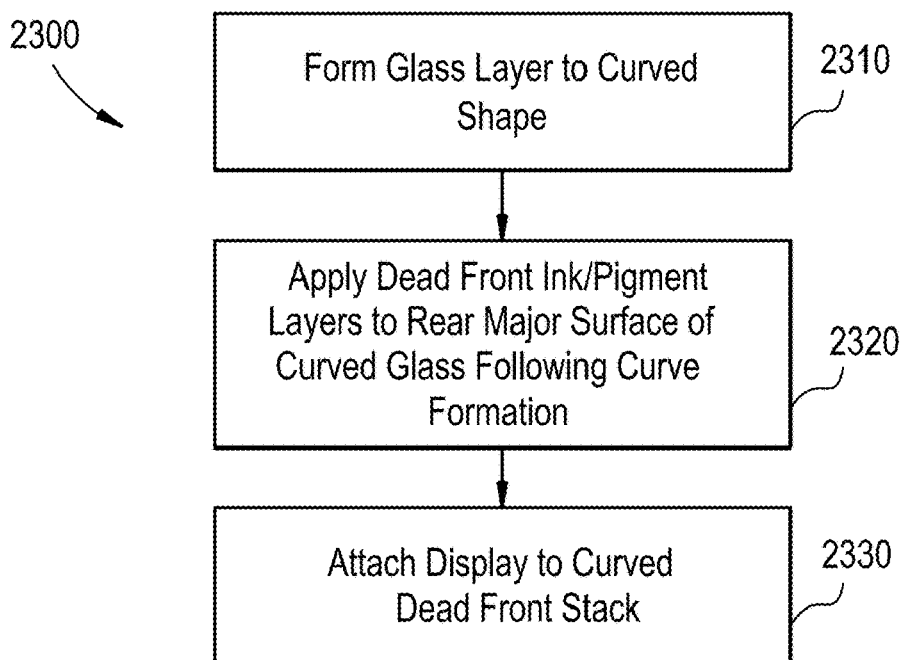 2300
Form Glass Layer to Curved
Shape
2310
Apply Dead Front Ink/Pigment
Layers to Rear Major Surface of
Curved Glass Following Curve
Formation
2320
Attach Display to Curved
Dead Front Stack
2330